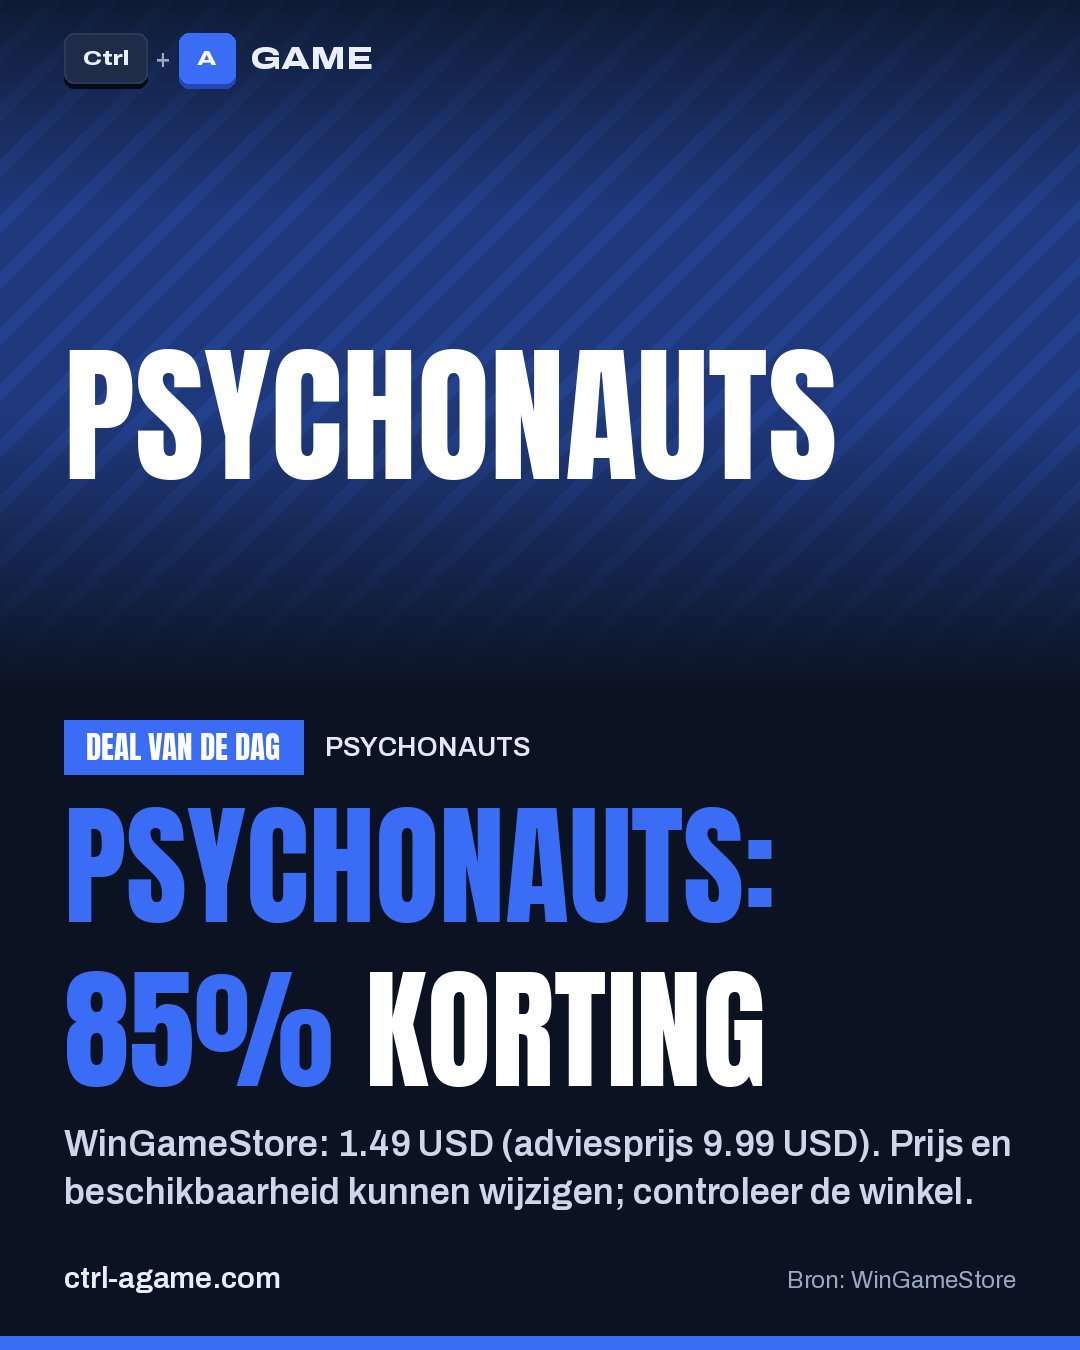 Ctrl + A GAME
PSYCHONAUTS
DEAL VAN DE DAG PSYCHONAUTS
PSYCHONAUTS:
85% KORTING
WinGameStore: 1.49 USD (adviesprijs 9.99 USD). Prijs en
beschikbaarheid kunnen wijzigen; controleer de winkel.
ctrl-agame.com Bron: WinGameStore